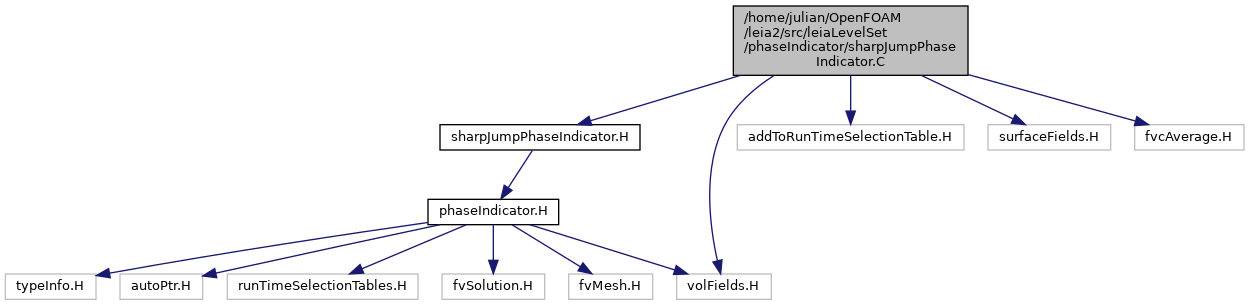 /home/julian/OpenFOAM
/leia2/src/leiaLevelSet
/phaseIndicator/sharpJumpPhase
Indicator.C
sharpJumpPhaseIndicator.H
addToRunTimeSelectionTable.H
surfaceFields.H
fvcAverage.H
phaseIndicator.H
typeInfo.H
autoPtr.H
runTimeSelectionTables.H
fvSolution.H
fvMesh.H
volFields.H